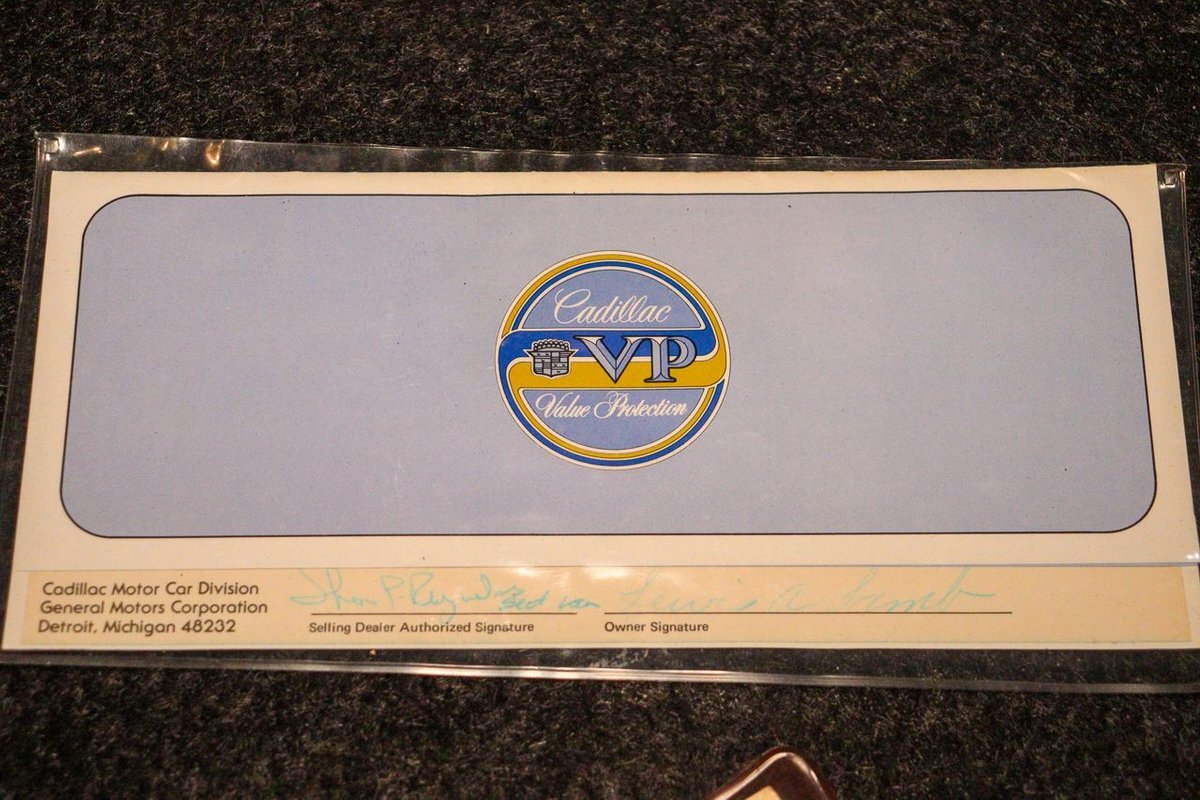 Cadillac
VP
Value Protection
Cadillac Motor Car Division
General Motors Corporation
Detroit, Michigan 48232
Selling Dealer Authorized Signature
Owner Signature